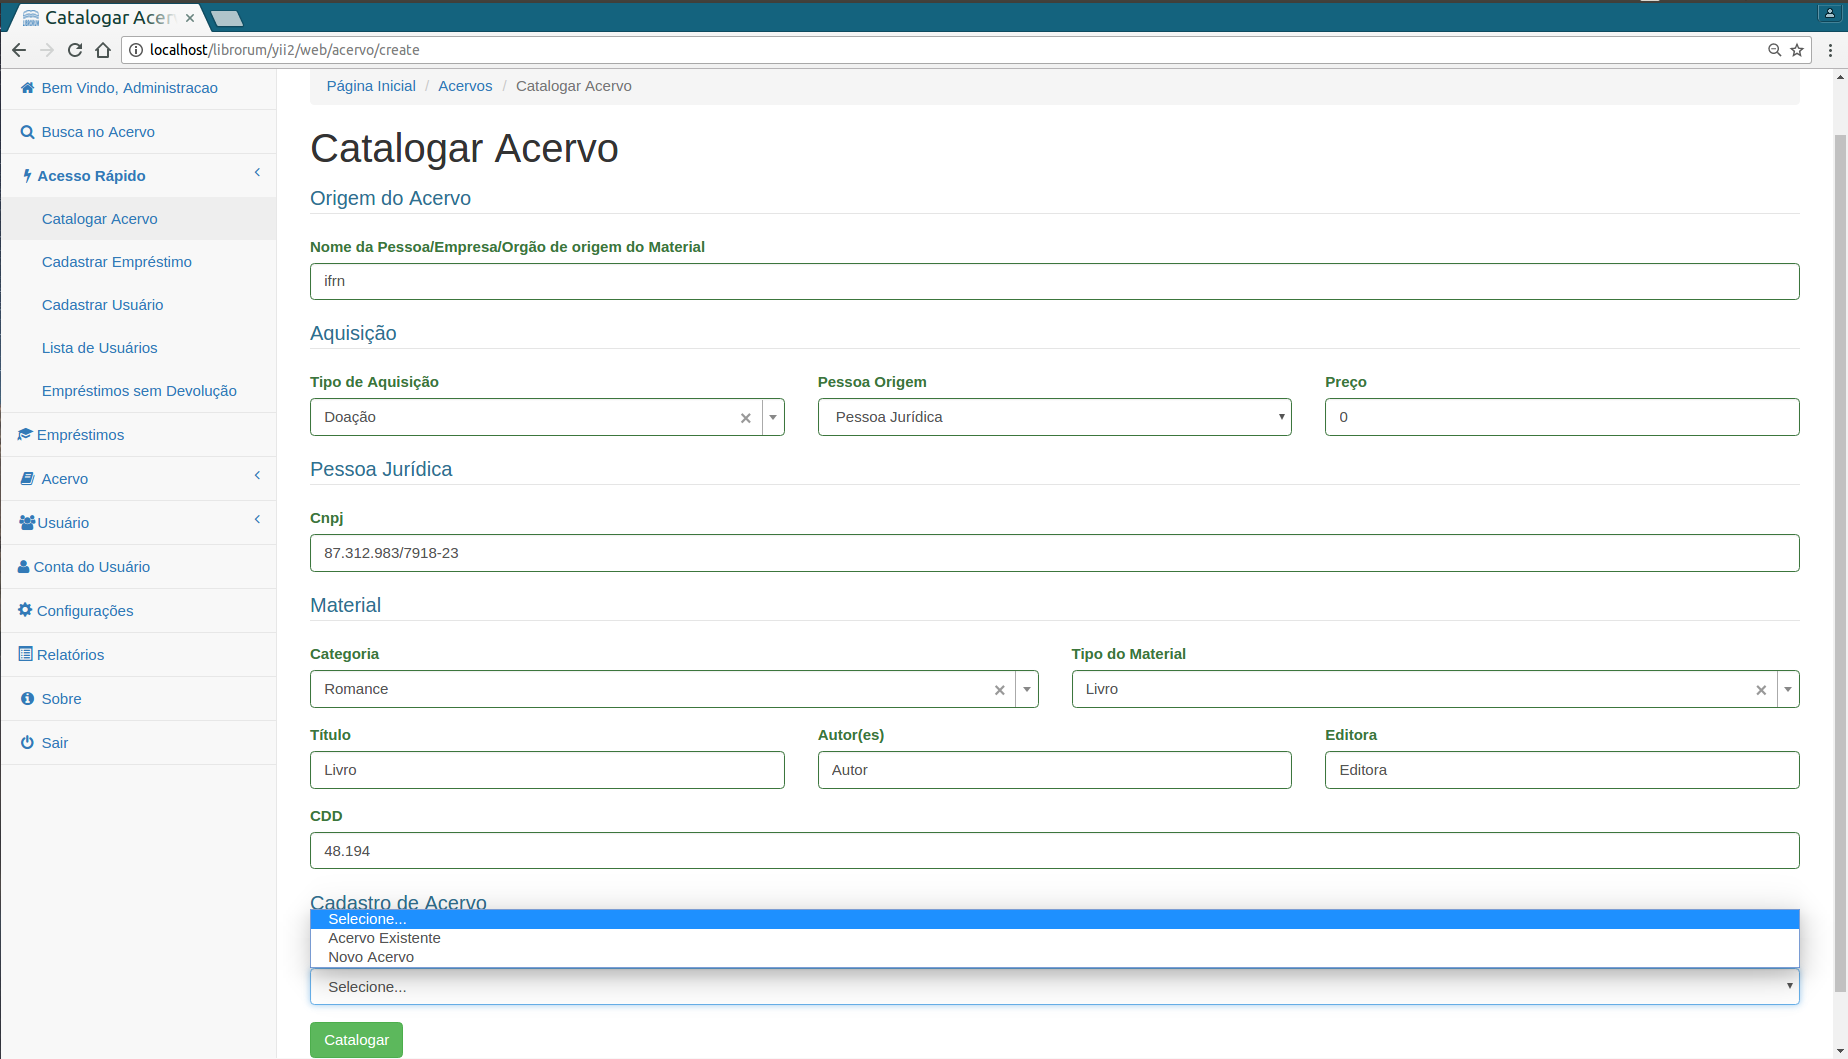 Catalogar Acer
localhost/librorum/yii2/web/acervo/create
Bem Vindo, Administracao
Busca no Acervo
Acesso Rápido
Catalogar Acervo
Cadastrar Empréstimo
Cadastrar Usuário
Lista de Usuários
Empréstimos sem Devolução
Empréstimos
Acervo
Usuário
Conta do Usuário
Configurações
Relatórios
Sobre
Sair
Página Inicial / Acervos / Catalogar Acervo
Catalogar Acervo
Origem do Acervo
Nome da Pessoa/Empresa/Orgão de origem do Material
ifrn
Aquisição
Tipo de Aquisição Pessoa Origem Preço
Doação Pessoa Jurídica 0
Pessoa Jurídica
Cnpj
87.312.983/7918-23
Material
Categoria Tipo do Material
Romance Livro
Título Autor(es) Editora
Livro Autor Editora
CDD
48.194
Cadastro de Acervo
Selecione...
Acervo Existente
Novo Acervo
Selecione...
Catalogar